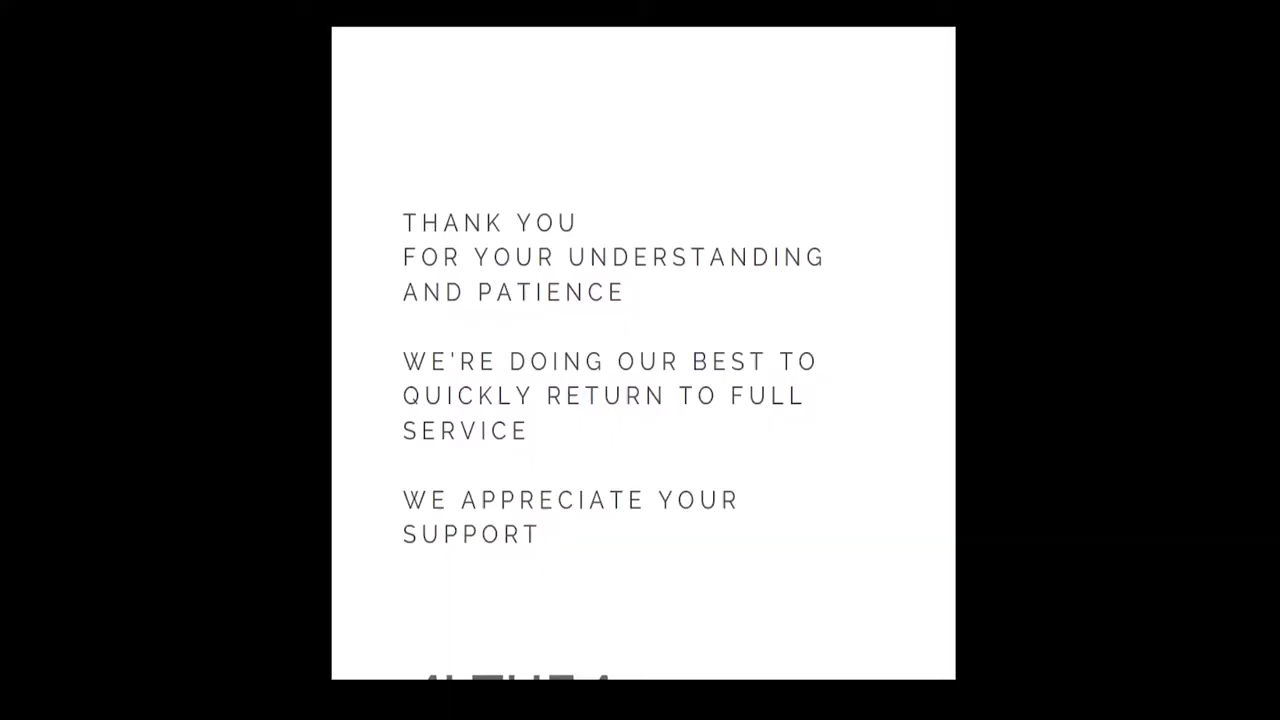 THANK YOU
FOR YOUR UNDERSTANDING
AND PATIENCE
WE'RE DOING OUR BEST TO
QUICKLY RETURN TO FULL
SERVICE
WE APPRECIATE YOUR
SUPPORT